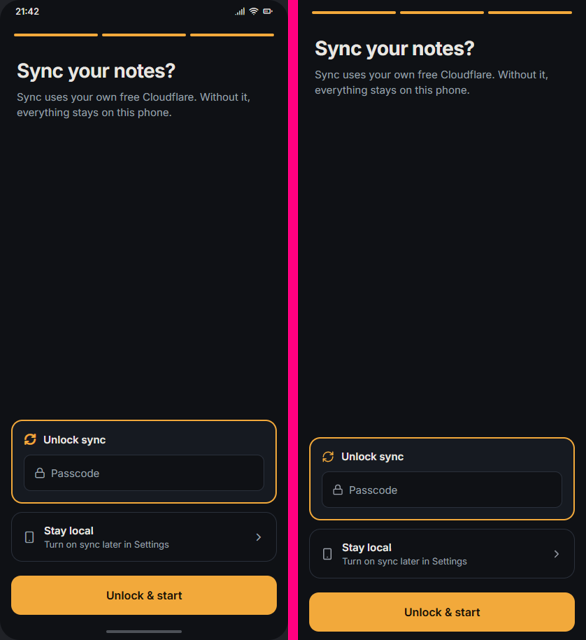 21:42
Sync your notes?
Sync uses your own free Cloudflare. Without it,
everything stays on this phone.
Unlock sync
Passcode
Stay local
Turn on sync later in Settings
Unlock & start
Sync your notes?
Sync uses your own free Cloudflare. Without it,
everything stays on this phone.
Unlock sync
Passcode
Stay local
Turn on sync later in Settings
Unlock & start